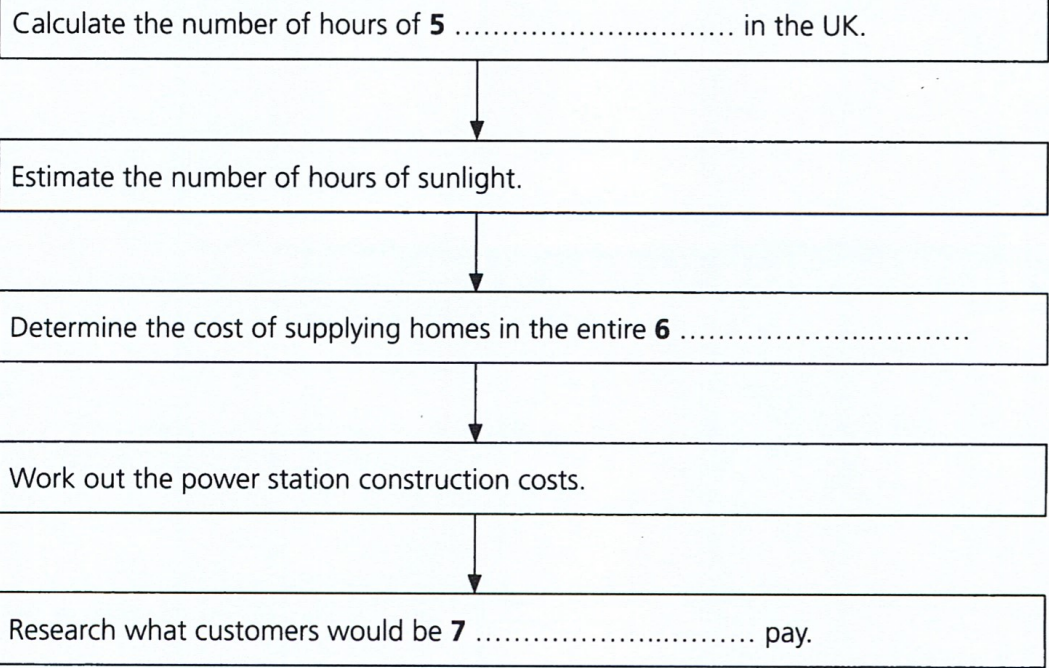 Calculate the number of hours of 5 ................................ in the UK.
Estimate the number of hours of sunlight.
Determine the cost of supplying homes in the entire 6 ................................
Work out the power station construction costs.
Research what customers would be 7 ................................ pay.